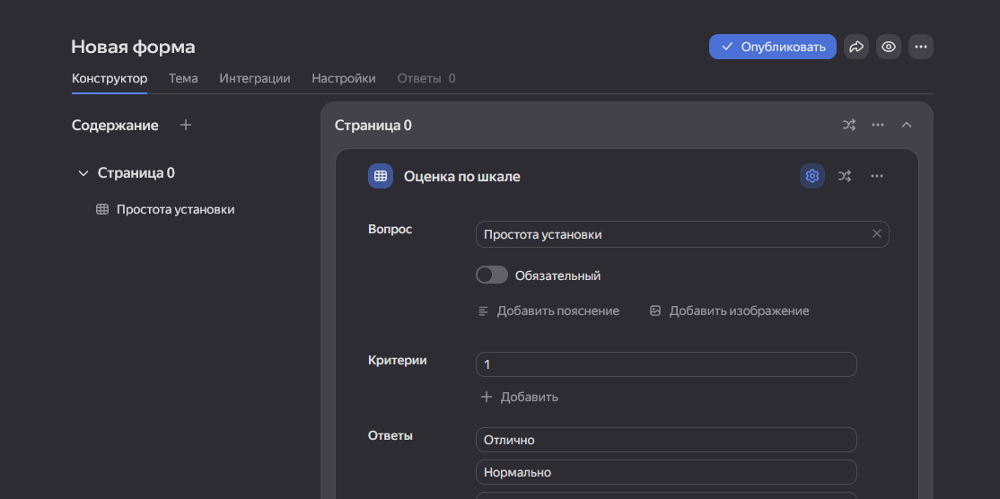 Новая форма
Опубликовать
Конструктор Тема Интеграции Настройки Ответы 0
Содержание
Страница 0
Простота установки
Страница 0
Оценка по шкале
Вопрос
Простота установки
Обязательный
Добавить пояснение Добавить изображение
Критерии
1
Добавить
Ответы
Отлично
Нормально